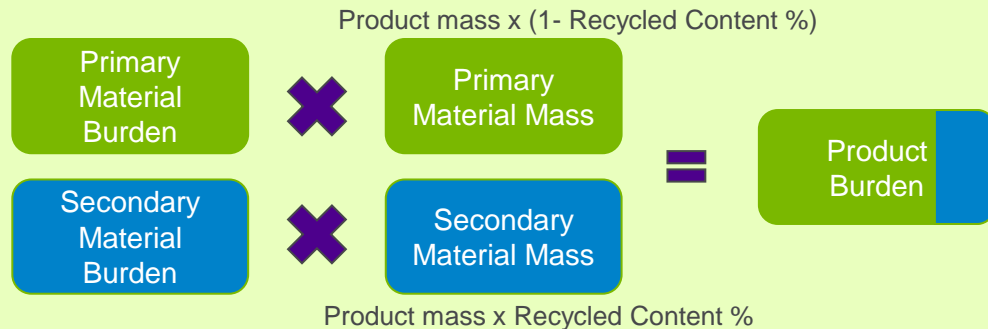 Product mass x (1- Recycled Content %)
Primary
Material
Burden
Primary
Material Mass
Product
Burden
Secondary
Material
Burden
Secondary
Material Mass
Product mass x Recycled Content %